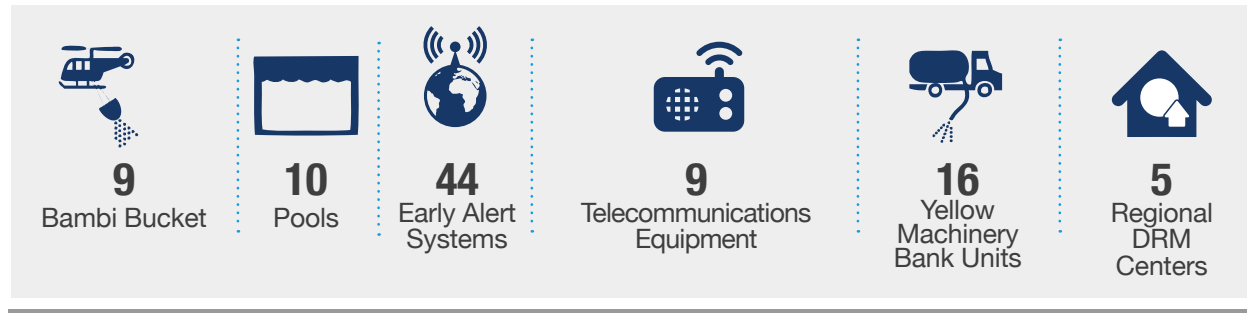 9
Bambi Bucket
10
Pools
44
Early Alert
Systems
9
Telecommunications
Equipment
16
Yellow
Machinery
Bank Units
5
Regional
DRM
Centers